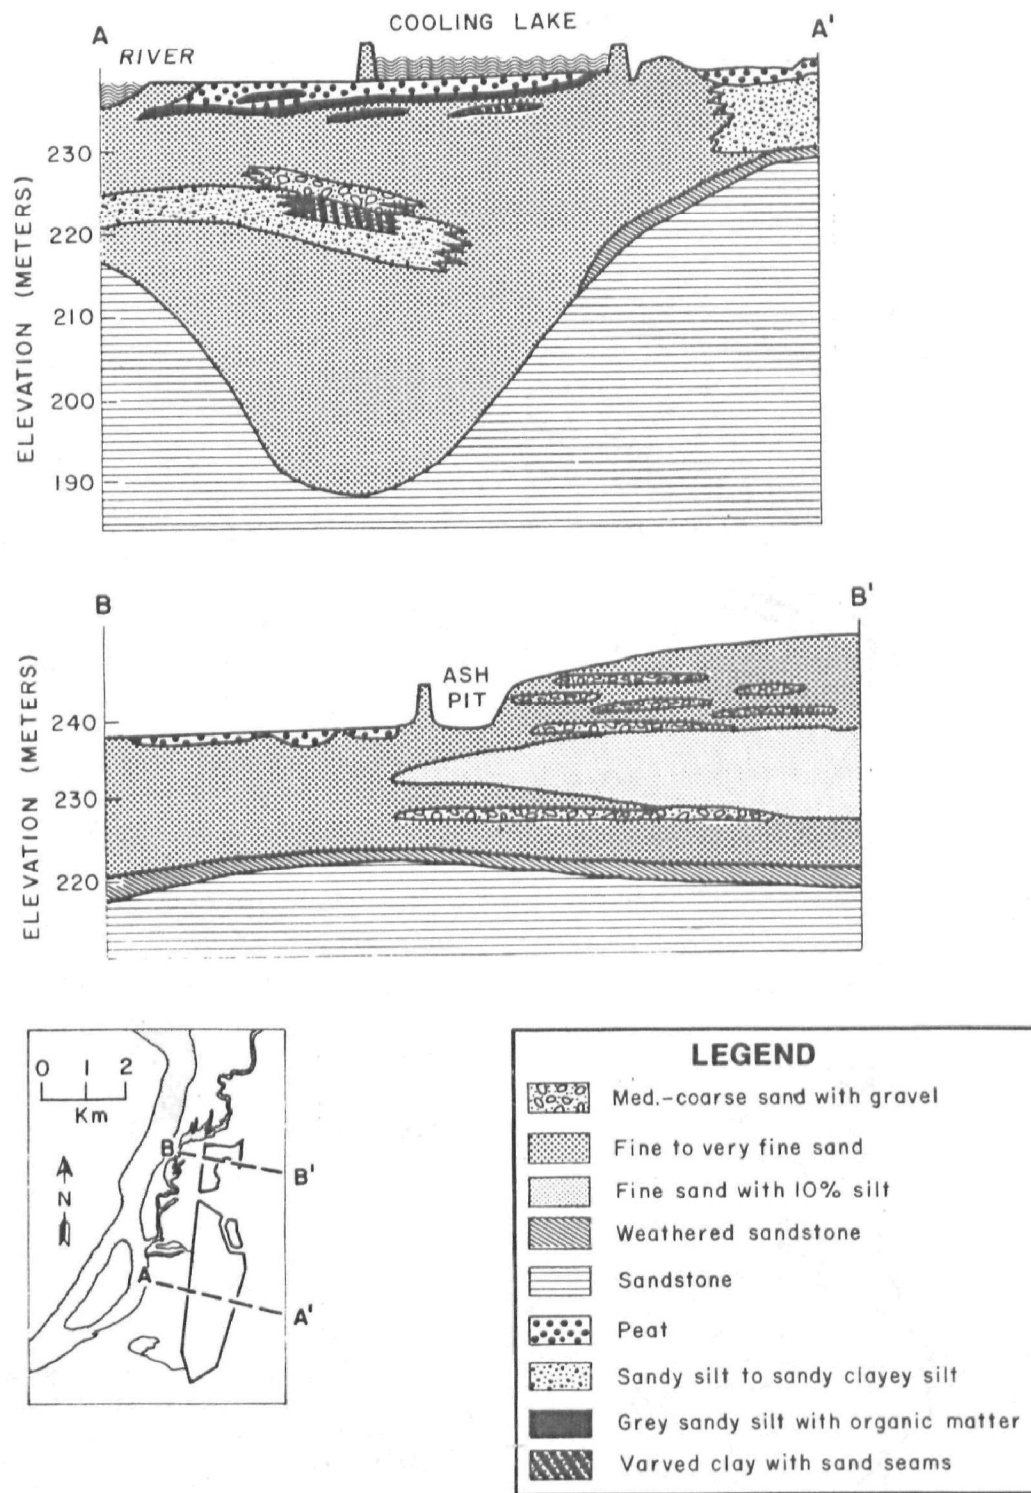 COOLING LAKE
A
A'
RIVER
230
220
210
200
190
ELEVATION (METERS)
B
B'
ASH
PIT
240
230
220
ELEVATION (METERS)
0 1 2
Km
N
B
B'
A
A'
LEGEND
Med.-coarse sand with gravel
Fine to very fine sand
Fine sand with 10% silt
Weathered sandstone
Sandstone
Peat
Sandy silt to sandy clayey silt
Grey sandy silt with organic matter
Varved clay with sand seams